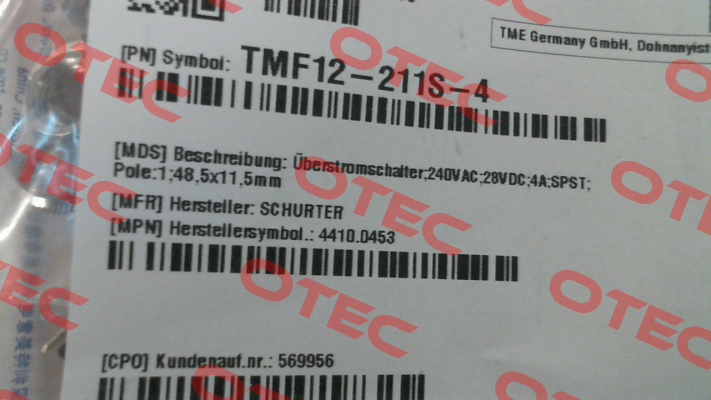 TME Germany GmbH, Dohnanyist
[PN] Symbol: TMF12-211S-4
[MDS] Beschreibung: Überstromschalter;240VAC;28VDC;4A;SPST;
Pole:1;48,5x11,5mm
[MFR] Hersteller: SCHURTER
[MPN] Herstellersymbol.: 4410.0453
[CPO] Kundenauf.nr.: 569956
OTEC
OTEC
OTEC
OTEC
OTEC
OTEC
OTEC